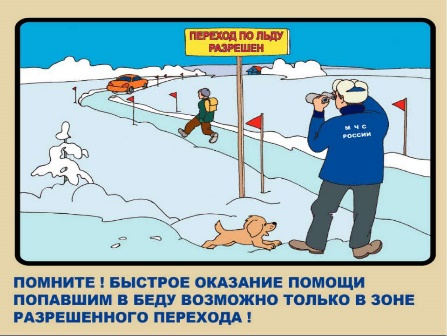 ПЕРЕХОД ПО ЛЬДУ
РАЗРЕШЕН
М Ч С
РОССИИ
ПОМНИТЕ ! БЫСТРОЕ ОКАЗАНИЕ ПОМОЩИ
ПОПАВШИМ В БЕДУ ВОЗМОЖНО ТОЛЬКО В ЗОНЕ
РАЗРЕШЕННОГО ПЕРЕХОДА !